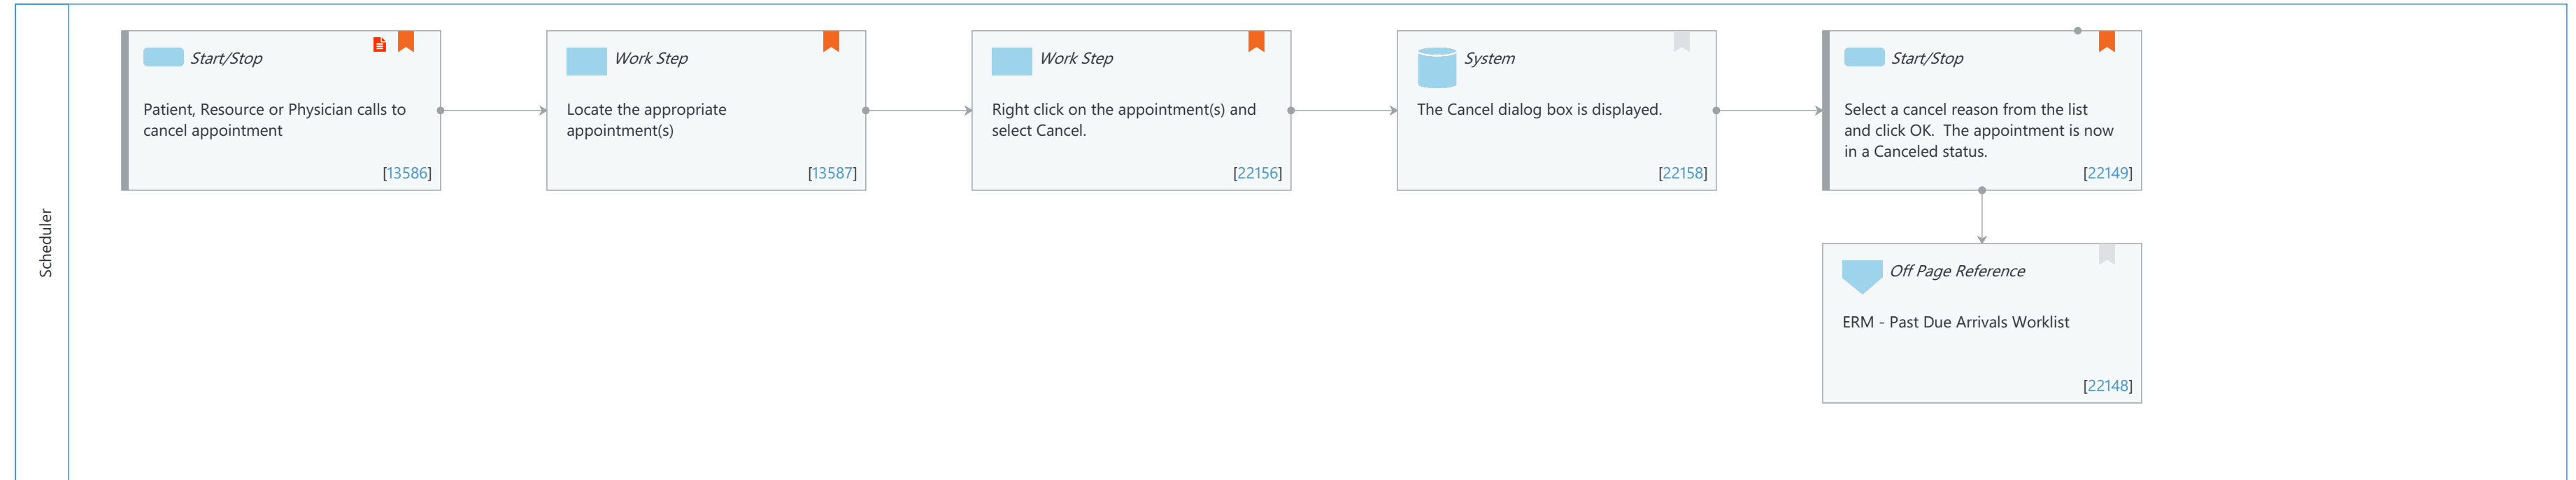 Scheduler
Start/Stop
Patient, Resource or Physician calls to
cancel appointment
[13586]
Work Step
Locate the appropriate
appointment(s)
[13587]
Work Step
Right click on the appointment(s) and
select Cancel.
[22156]
System
The Cancel dialog box is displayed.
[22158]
Start/Stop
Select a cancel reason from the list
and click OK.  The appointment is now
in a Canceled status.
[22149]
Off Page Reference
ERM - Past Due Arrivals Worklist
[22148]